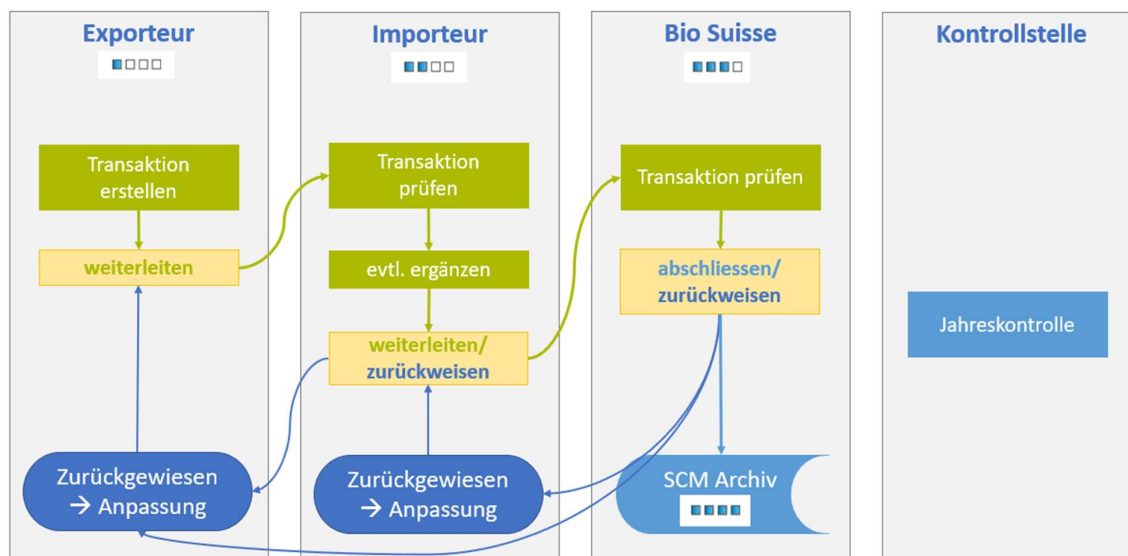 Exporteur
Transaktion
erstellen
weiterleiten
Zurückgewiesen
→ Anpassung
Importeur
Transaktion
prüfen
evtl. ergänzen
weiterleiten/
zurückweisen
Zurückgewiesen
→ Anpassung
Bio Suisse
Transaktion prüfen
abschliessen/
zurückweisen
SCM Archiv
Kontrollstelle
Jahreskontrolle